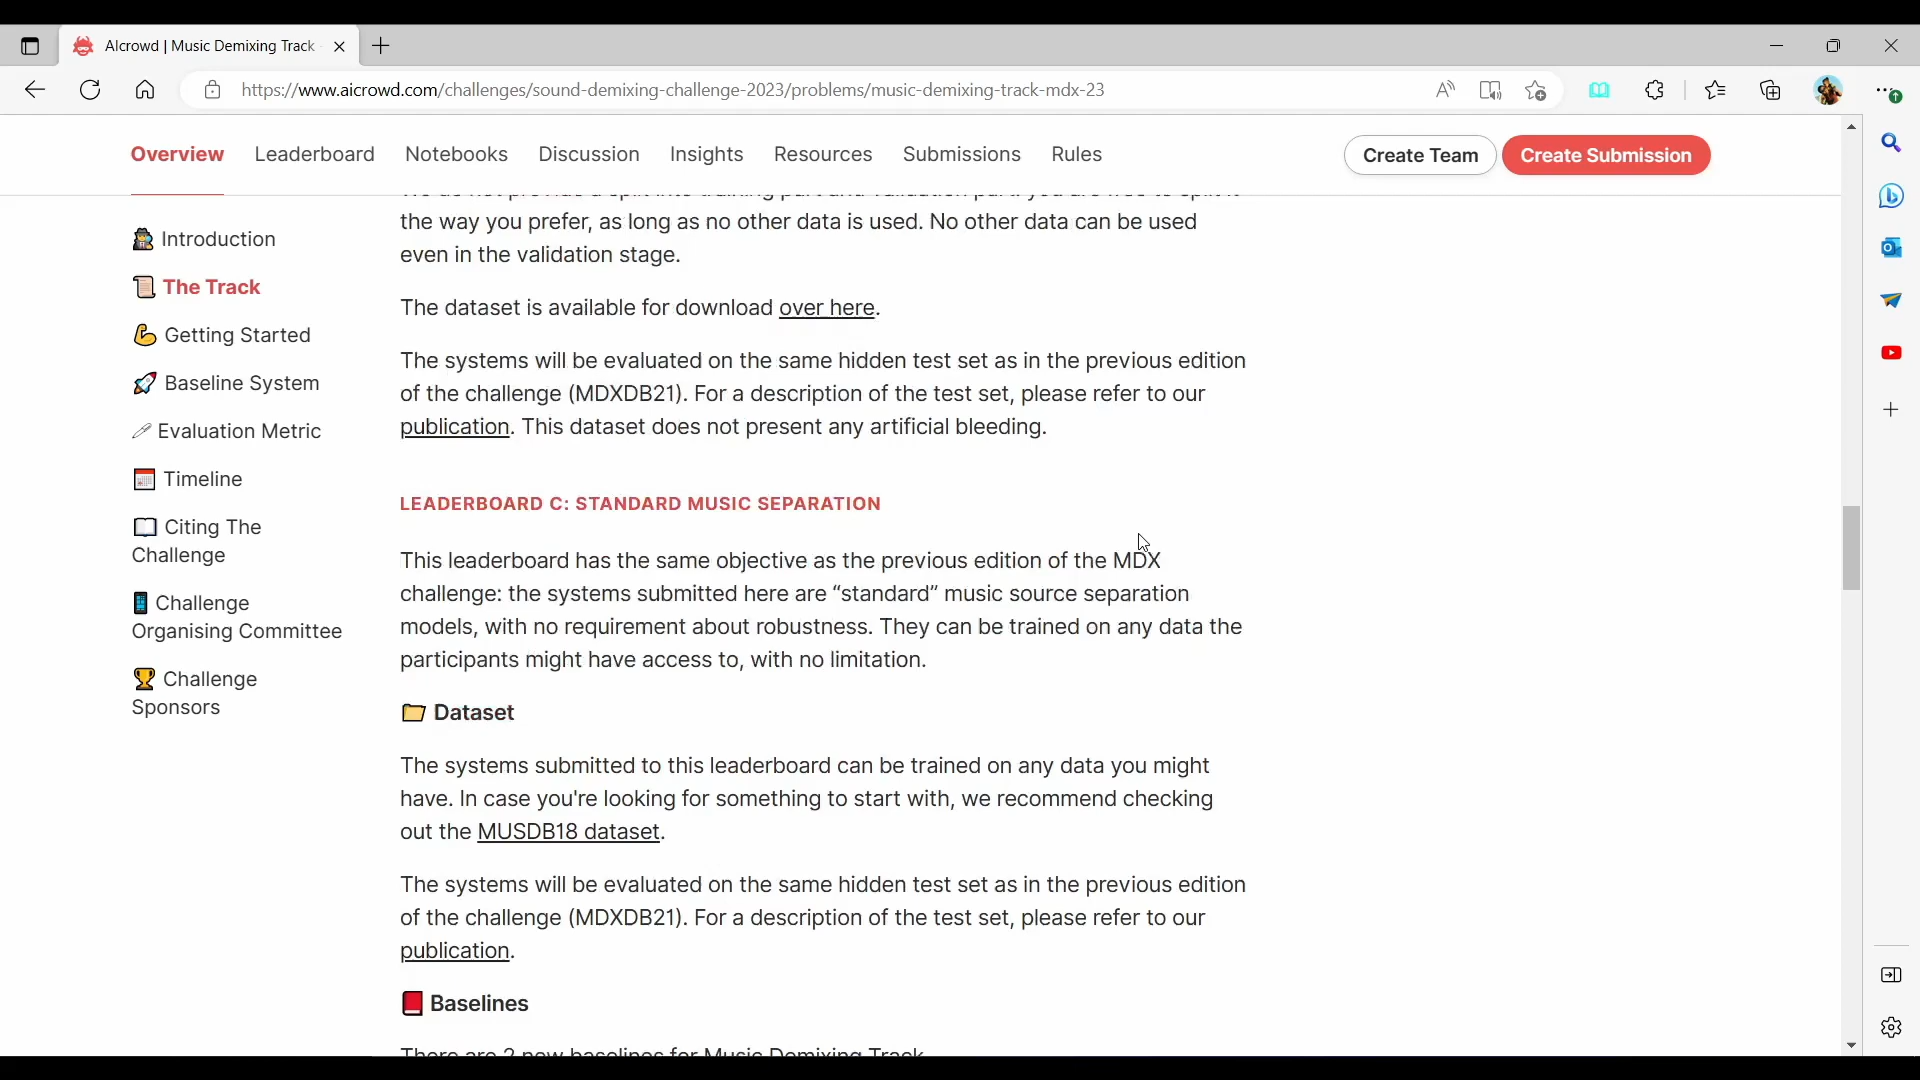 AIcrowd | Music Demixing Track
https://www.aicrowd.com/challenges/sound-demixing-challenge-2023/problems/music-demixing-track-mdx-23
Overview Leaderboard Notebooks Discussion Insights Resources Submissions Rules Create Team Create Submission
Introduction
The Track
Getting Started
Baseline System
Evaluation Metric
Timeline
Citing The
Challenge
Challenge
Organising Committee
Challenge
Sponsors
the way you prefer, as long as no other data is used. No other data can be used
even in the validation stage.
The dataset is available for download over here.
The systems will be evaluated on the same hidden test set as in the previous edition
of the challenge (MDXDB21). For a description of the test set, please refer to our
publication. This dataset does not present any artificial bleeding.
LEADERBOARD C: STANDARD MUSIC SEPARATION
This leaderboard has the same objective as the previous edition of the MDX
challenge: the systems submitted here are “standard” music source separation
models, with no requirement about robustness. They can be trained on any data the
participants might have access to, with no limitation.
Dataset
The systems submitted to this leaderboard can be trained on any data you might
have. In case you're looking for something to start with, we recommend checking
out the MUSDB18 dataset.
The systems will be evaluated on the same hidden test set as in the previous edition
of the challenge (MDXDB21). For a description of the test set, please refer to our
publication.
Baselines
There are 2 new baselines for Music Demixing Track